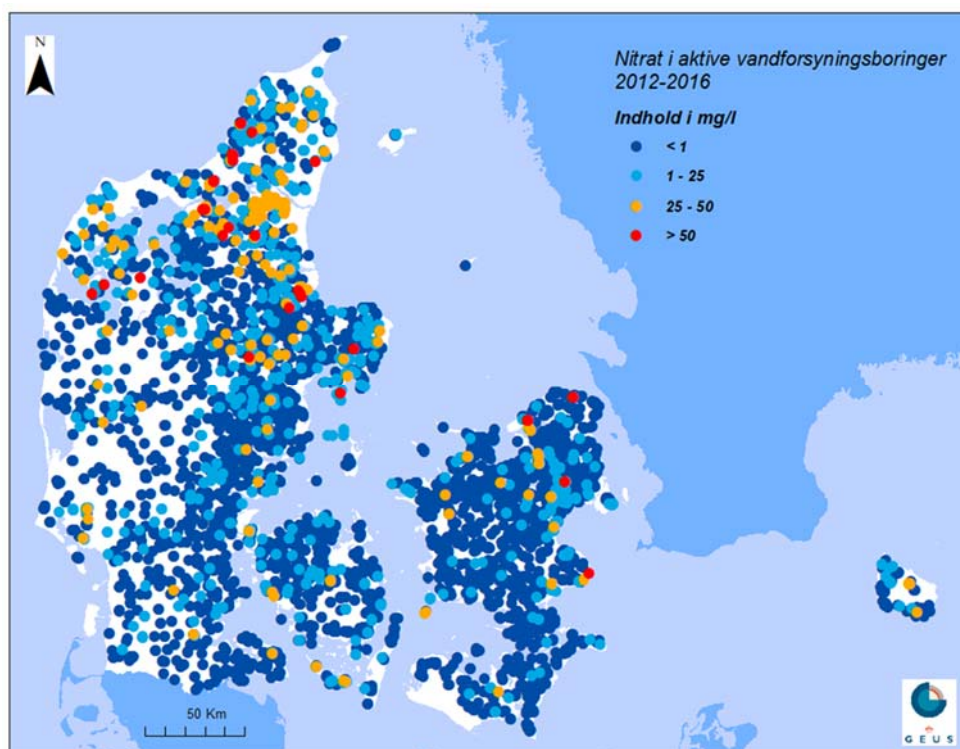 N
Nitrat i aktive vandforsyningsboringer
2012-2016
Indhold i mg/l
< 1
1 - 25
25 - 50
> 50
50 Km
GEUS